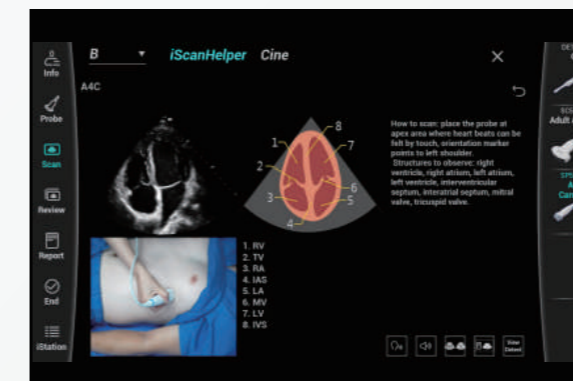 B
iScanHelper Cine
Info
Probe
Scan
Review
Report
End
iStation
A4C
1
2
3
4
5
6
7
8
How to scan: place the probe at
apex area where heart beats can be
felt by touch, orientation marker
points to left shoulder.
Structures to observe: right
ventricle, right atrium, left atrium,
left ventricle, interventricular
septum, interatrial septum, mitral
valve, tricuspid valve.
1. RV
2. TV
3. RA
4. IAS
5. LA
6. MV
7. LV
8. IVS
View
Detect
Adult